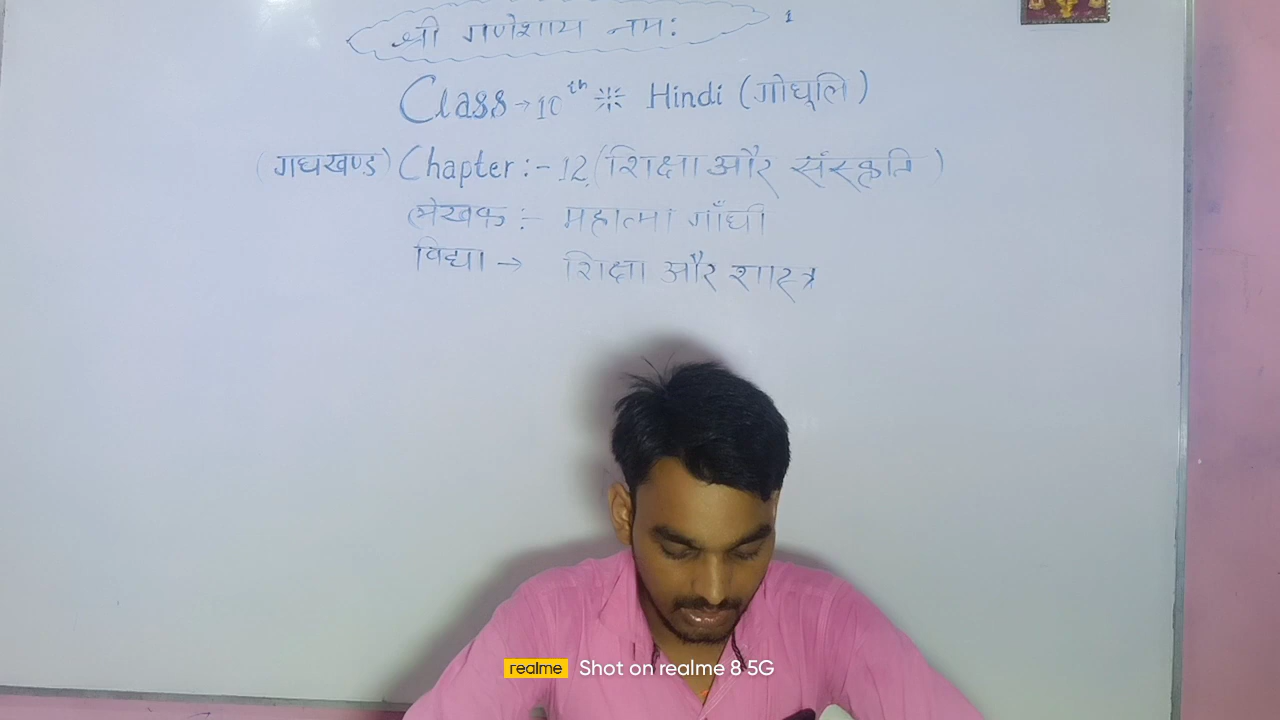 श्री गणेशाय नम: 1
Class → 10th ⁜ Hindi (गोधूलि)
(गद्यखण्ड) Chapter :- 12 (शिक्षा और संस्कृति)
लेखक :- महात्मा गाँधी
विद्या → शिक्षा और शास्त्र
realme Shot on realme 8 5G